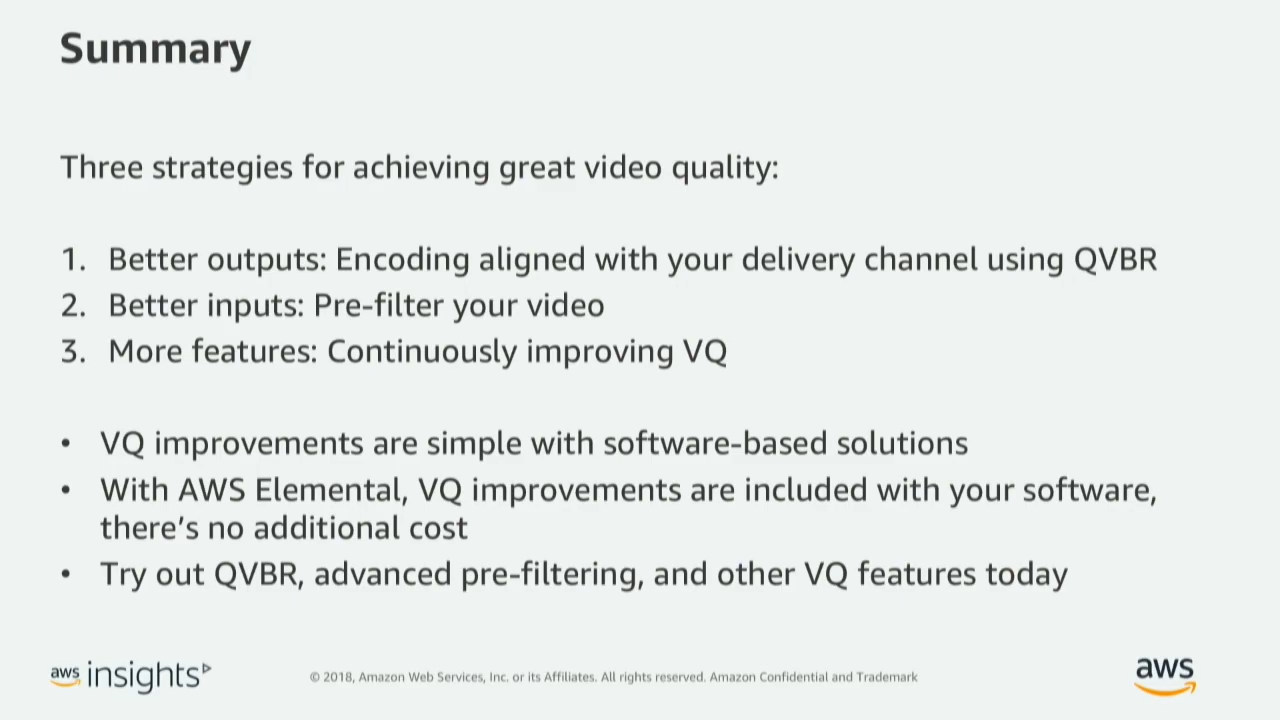 Summary
Three strategies for achieving great video quality:
1. Better outputs: Encoding aligned with your delivery channel using QVBR
2. Better inputs: Pre-filter your video
3. More features: Continuously improving VQ
• VQ improvements are simple with software-based solutions
• With AWS Elemental, VQ improvements are included with your software,
there's no additional cost
• Try out QVBR, advanced pre-filtering, and other VQ features today
aws insights
© 2018, Amazon Web Services, Inc. or its Affiliates. All rights reserved. Amazon Confidential and Trademark
aws